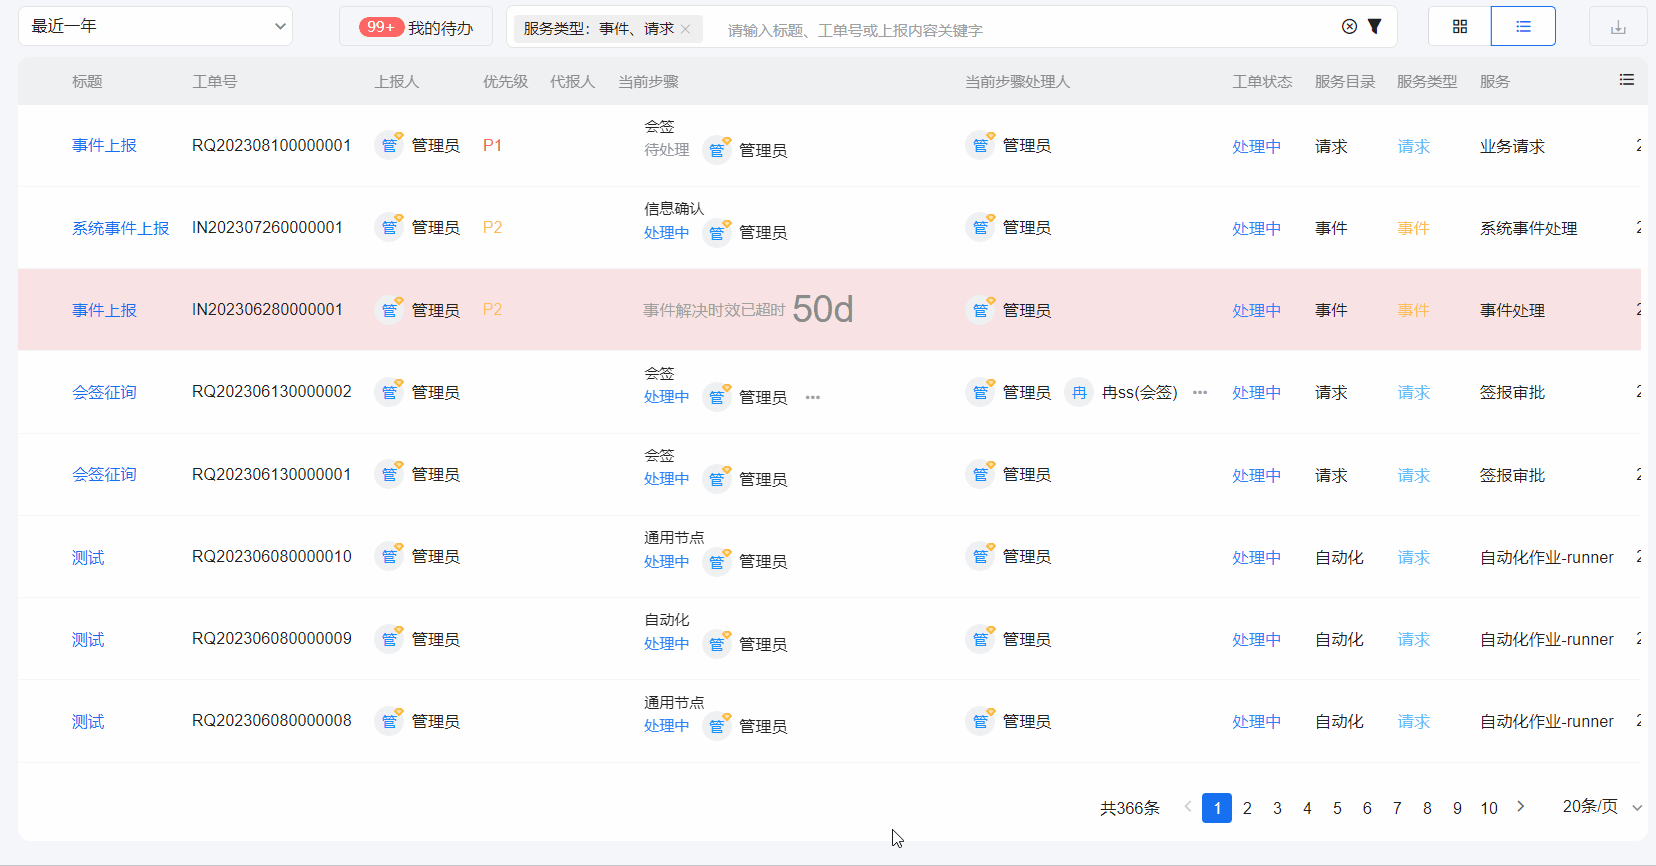 最近一年
99+ 我的待办
服务类型：事件、请求
请输入标题、工单号或上报内容关键字
标题 工单号 上报人 优先级 代报人 当前步骤 当前步骤处理人 工单状态 服务目录 服务类型 服务
会签
事件上报 RQ202308100000001 管 管理员 P1 待处理 管 管理员 管 管理员 处理中 请求 请求 业务请求 2
信息确认
系统事件上报 IN202307260000001 管 管理员 P2 处理中 管 管理员 管 管理员 处理中 事件 事件 系统事件处理 2
事件上报 IN202306280000001 管 管理员 P2 事件解决时效已超时 50d 管 管理员 处理中 事件 事件 事件处理 2
会签
会签征询 RQ202306130000002 管 管理员 处理中 管 管理员 ••• 管 管理员 冉 冉ss(会签) ••• 处理中 请求 请求 签报审批 2
会签
会签征询 RQ202306130000001 管 管理员 处理中 管 管理员 管 管理员 处理中 请求 请求 签报审批 2
通用节点
测试 RQ202306080000010 管 管理员 处理中 管 管理员 管 管理员 处理中 自动化 请求 自动化作业-runner 2
自动化
测试 RQ202306080000009 管 管理员 处理中 管 管理员 管 管理员 处理中 自动化 请求 自动化作业-runner 2
通用节点
测试 RQ202306080000008 管 管理员 处理中 管 管理员 管 管理员 处理中 自动化 请求 自动化作业-runner 2
共366条 1 2 3 4 5 6 7 8 9 10 20条/页